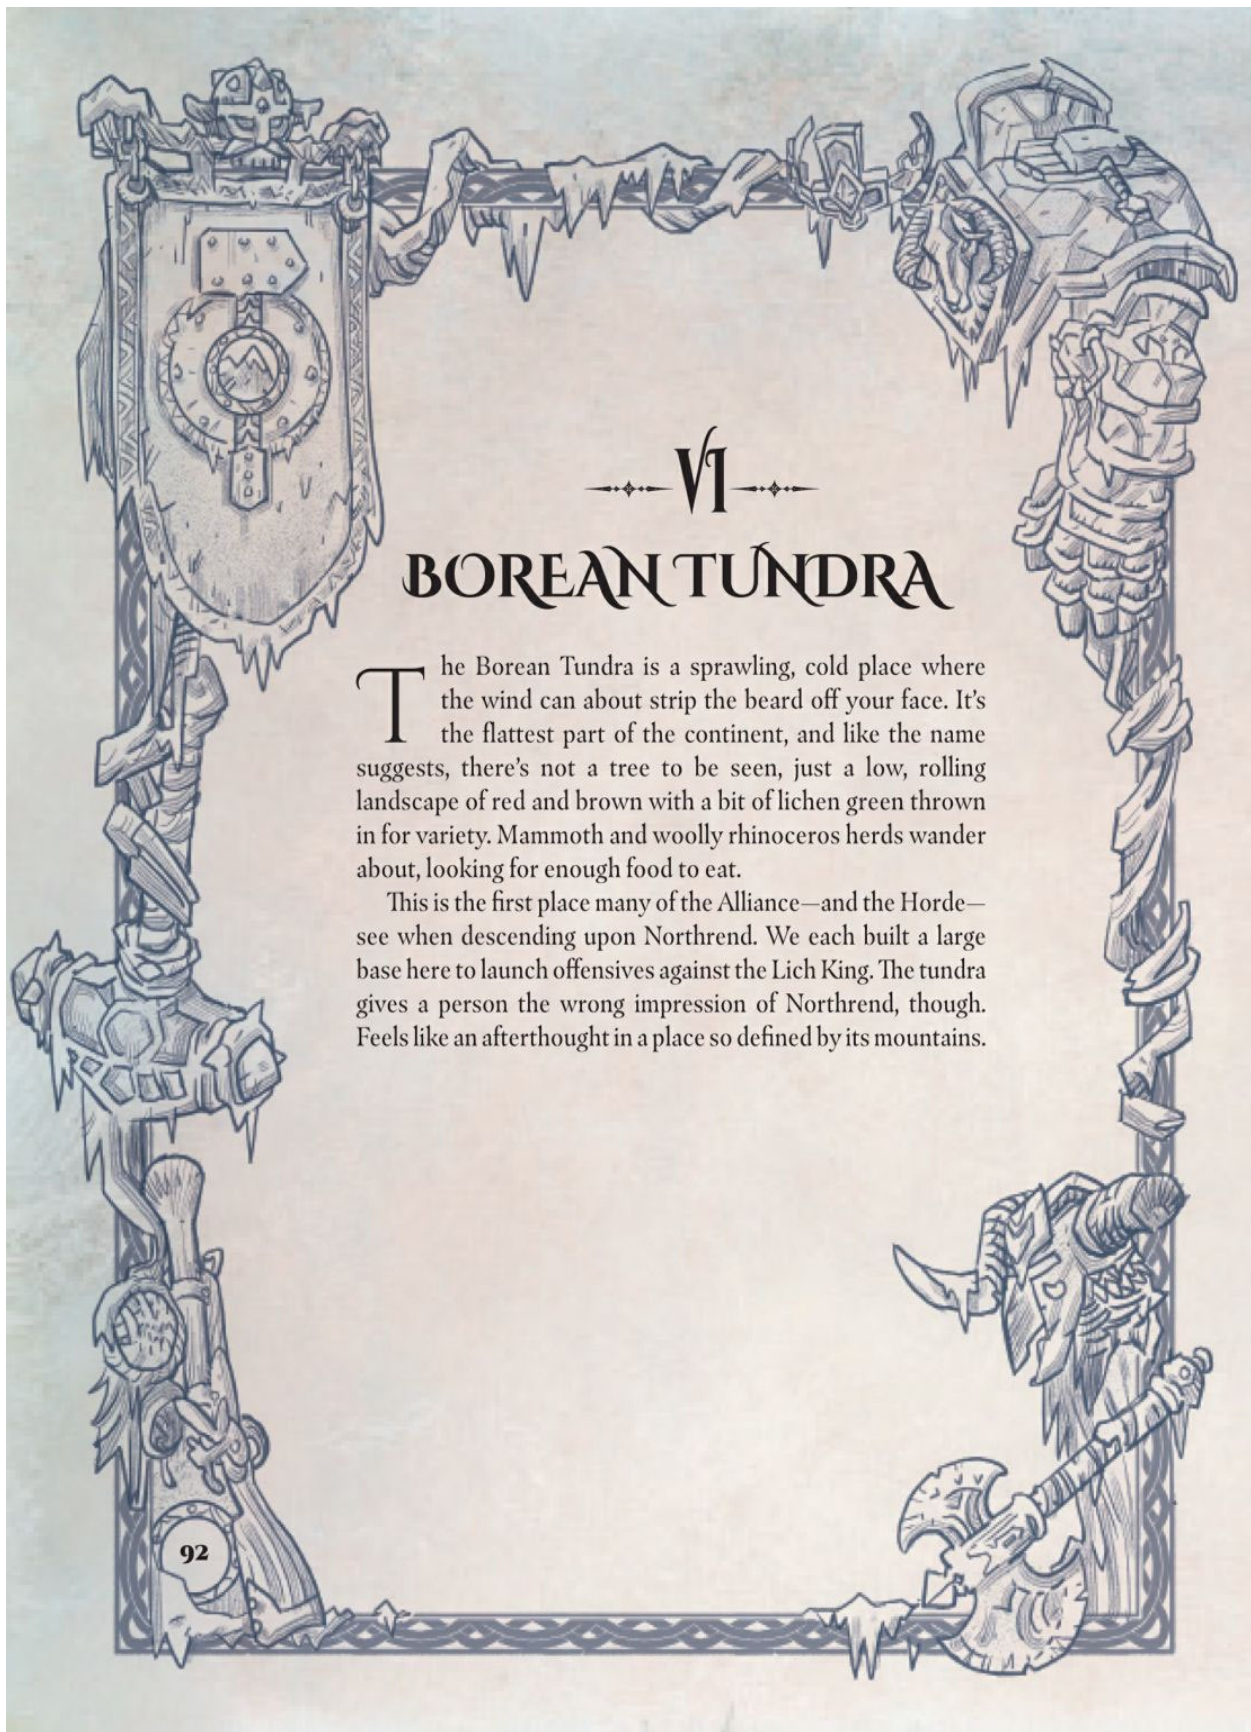 VI
BOREAN TUNDRA
The Borean Tundra is a sprawling, cold place where
the wind can about strip the beard off your face. It’s
the flattest part of the continent, and like the name
suggests, there’s not a tree to be seen, just a low, rolling
landscape of red and brown with a bit of lichen green thrown
in for variety. Mammoth and woolly rhinoceros herds wander
about, looking for enough food to eat.
This is the first place many of the Alliance—and the Horde—
see when descending upon Northrend. We each built a large
base here to launch offensives against the Lich King. The tundra
gives a person the wrong impression of Northrend, though.
Feels like an afterthought in a place so defined by its mountains.
92